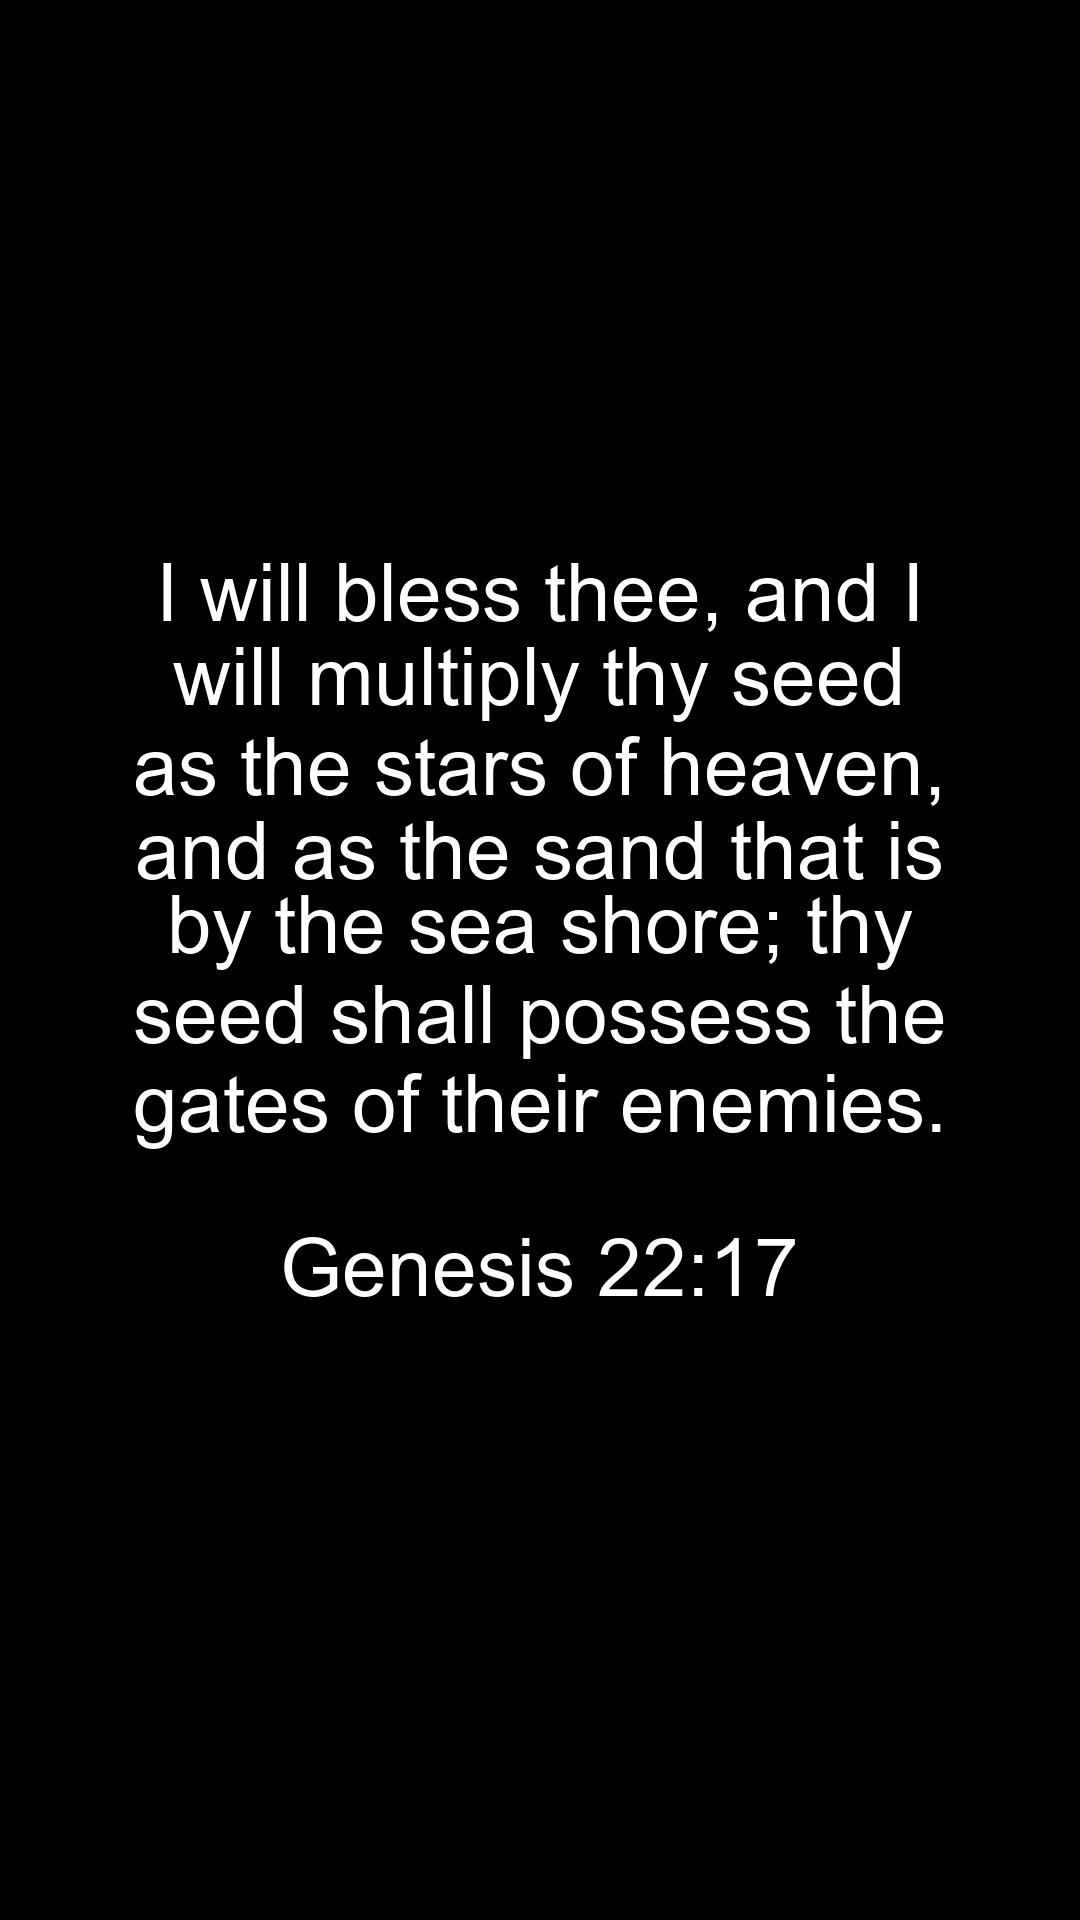 I will bless thee, and I
will multiply thy seed
as the stars of heaven,
and as the sand that is
by the sea shore; thy
seed shall possess the
gates of their enemies.
Genesis 22:17